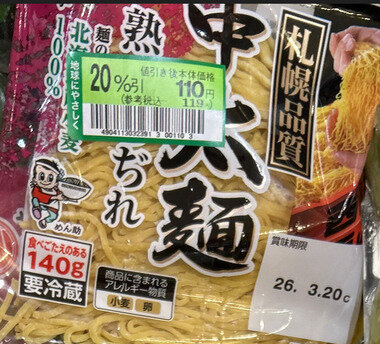 札幌品質
中太麺
熟
ぢれ
麺の
北海
100%
地球にやさしく
20%引
値引き後本体価格
110円
(参考税込
4904113032391 3 00110 3
めん助
食べごたえのある
140g
要冷蔵
商品に含まれる
アレルギー物質
小麦 卵
賞味期限
26. 3.20C